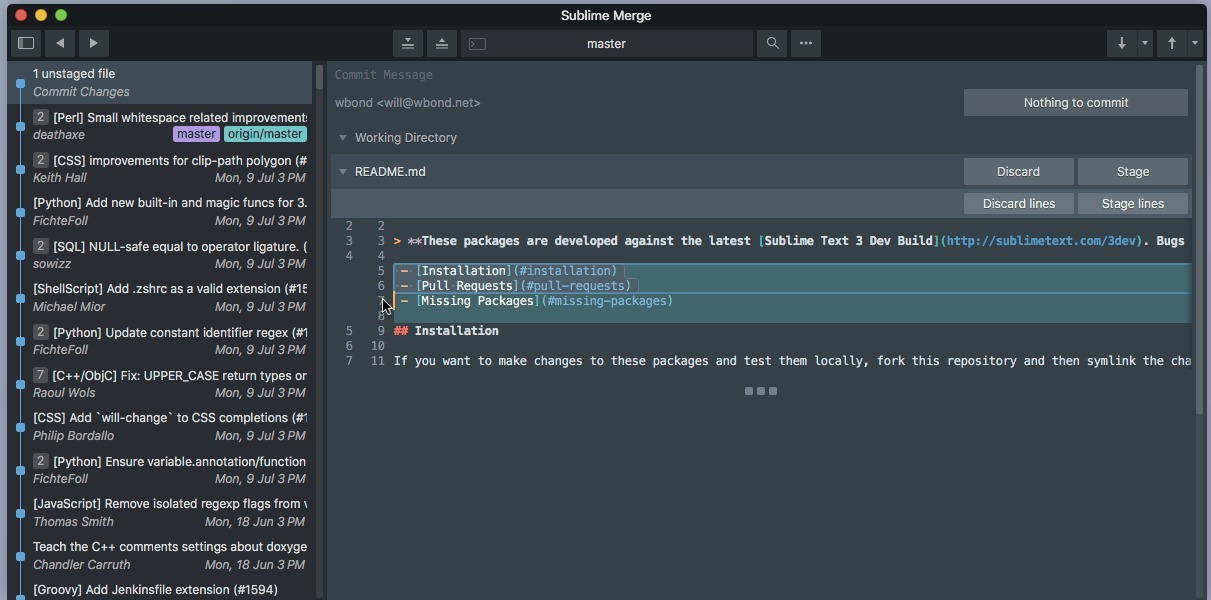 Sublime Merge
master
1 unstaged file
Commit Changes
2 [Perl] Small whitespace related improvements
deathaxe master origin/master
2 [CSS] improvements for clip-path polygon (#
Keith Hall Mon, 9 Jul 3 PM
[Python] Add new built-in and magic funcs for 3.
FichteFoll Mon, 9 Jul 3 PM
2 [SQL] NULL-safe equal to operator ligature. (
sowizz Mon, 9 Jul 3 PM
[ShellScript] Add .zshrc as a valid extension (#15
Michael Mior Mon, 9 Jul 3 PM
2 [Python] Update constant identifier regex (#1
FichteFoll Mon, 9 Jul 3 PM
7 [C++/ObjC] Fix: UPPER_CASE return types on
Raoul Wols Mon, 9 Jul 3 PM
[CSS] Add `will-change` to CSS completions (#1
Philip Bordallo Mon, 9 Jul 3 PM
2 [Python] Ensure variable.annotation/function
FichteFoll Mon, 9 Jul 3 PM
[JavaScript] Remove isolated regexp flags from v
Thomas Smith Mon, 18 Jun 3 PM
Teach the C++ comments settings about doxyge
Chandler Carruth Mon, 18 Jun 3 PM
[Groovy] Add Jenkinsfile extension (#1594)
Commit Message
wbond <will@wbond.net> Nothing to commit
Working Directory
README.md Discard Stage
Discard lines Stage lines
2 2
3 3 > **These packages are developed against the latest [Sublime Text 3 Dev Build](http://sublimetext.com/3dev). Bugs
4 4
5 - [Installation](#installation)
6 - [Pull Requests](#pull-requests)
7 - [Missing Packages](#missing-packages)
8
5 9 ## Installation
6 10
7 11 If you want to make changes to these packages and test them locally, fork this repository and then symlink the cha